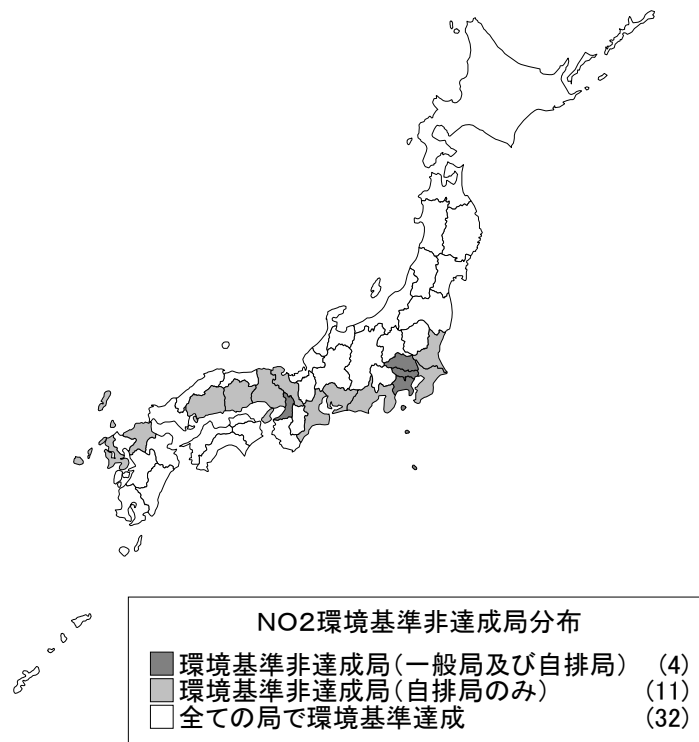 NO2環境基準非達成局分布
環境基準非達成局(一般局及び自排局) (4)
環境基準非達成局(自排局のみ) (11)
全ての局で環境基準達成 (32)